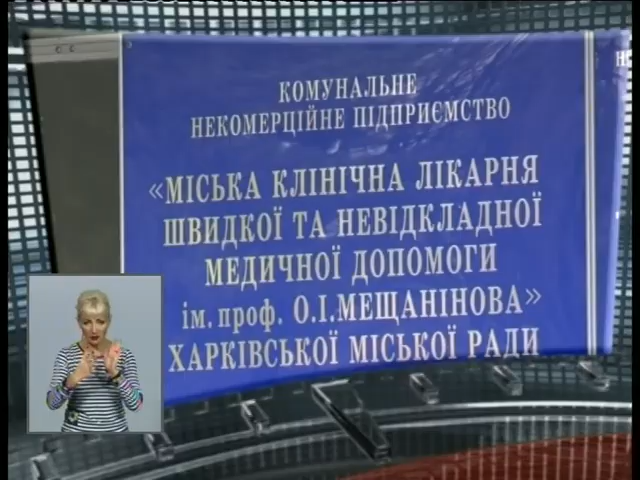 КОМУНАЛЬНЕ
НЕКОМЕРЦІЙНЕ ПІДПРИЄМСТВО
«МІСЬКА КЛІНІЧНА ЛІКАРНЯ
ШВИДКОЇ ТА НЕВІДКЛАДНОЇ
МЕДИЧНОЇ ДОПОМОГИ
ім. проф. О.І.МЕЩАНІНОВА»
ХАРКІВСЬКОЇ МІСЬКОЇ РАДИ